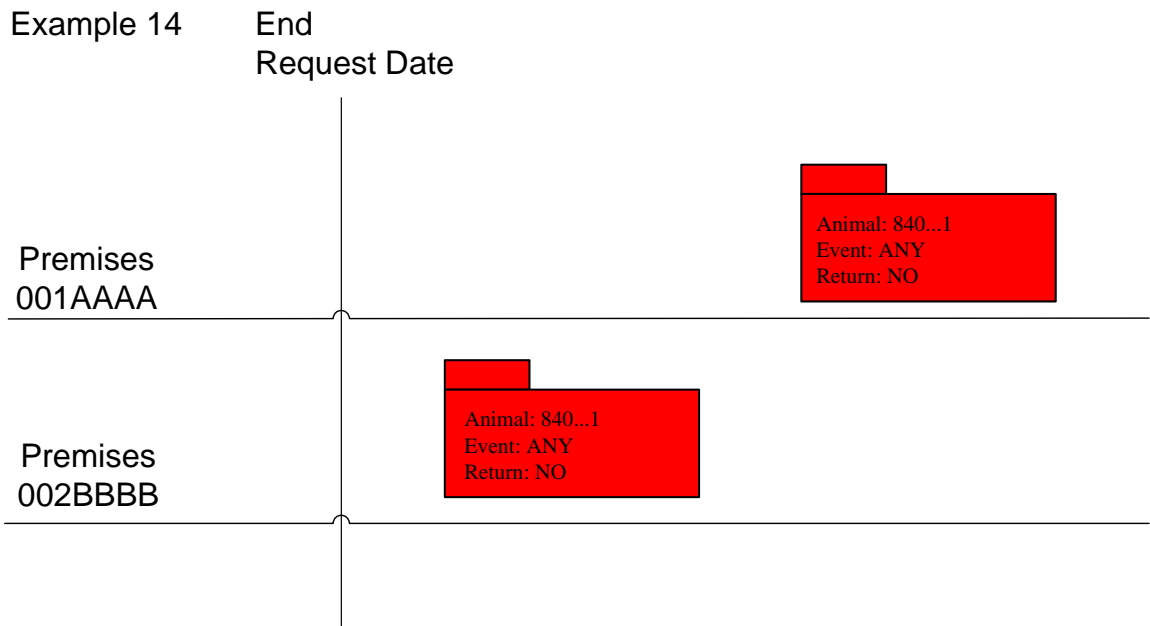 Example 14
End
Request Date
Animal: 840...1
Event: ANY
Return: NO
Premises
001AAAA
Animal: 840...1
Event: ANY
Return: NO
Premises
002BBBB